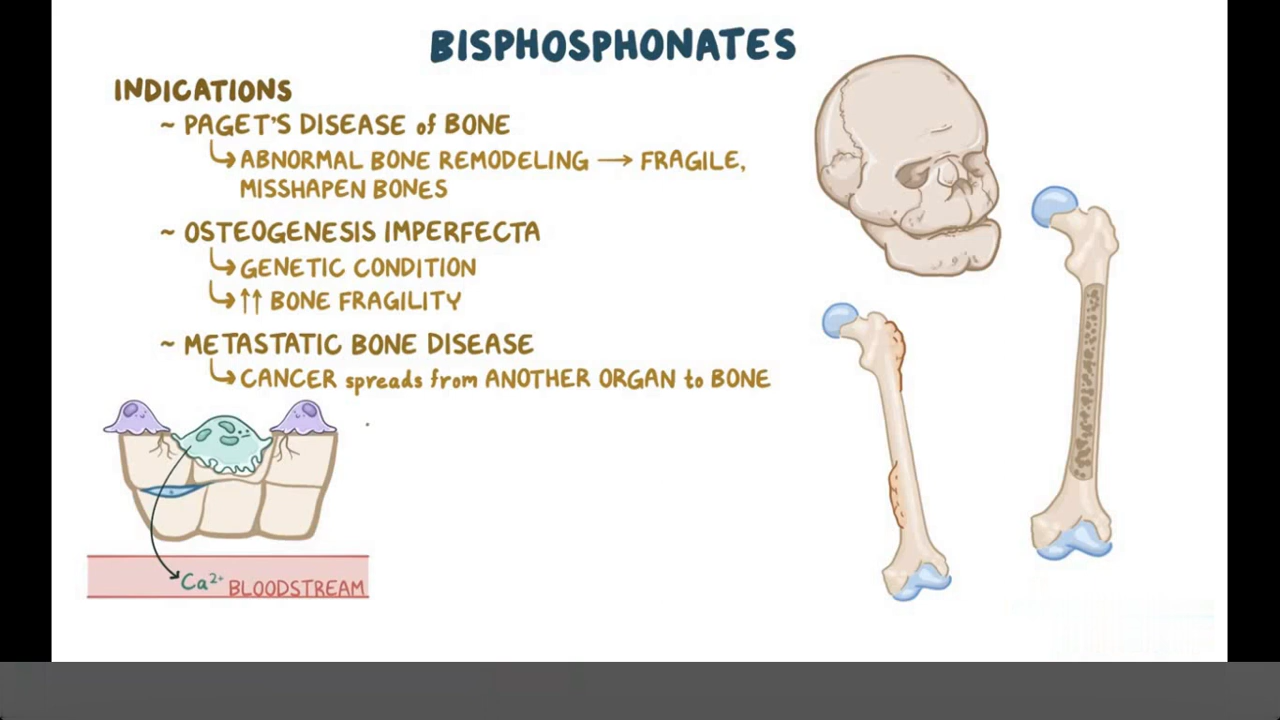 BISPHOSPHONATES
INDICATIONS
~ PAGET'S DISEASE of BONE
↳ ABNORMAL BONE REMODELING → FRAGILE,
MISSHAPEN BONES
~ OSTEOGENESIS IMPERFECTA
↳ GENETIC CONDITION
↳ ↑↑ BONE FRAGILITY
~ METASTATIC BONE DISEASE
↳ CANCER spreads from ANOTHER ORGAN to BONE
Ca²⁺ BLOODSTREAM